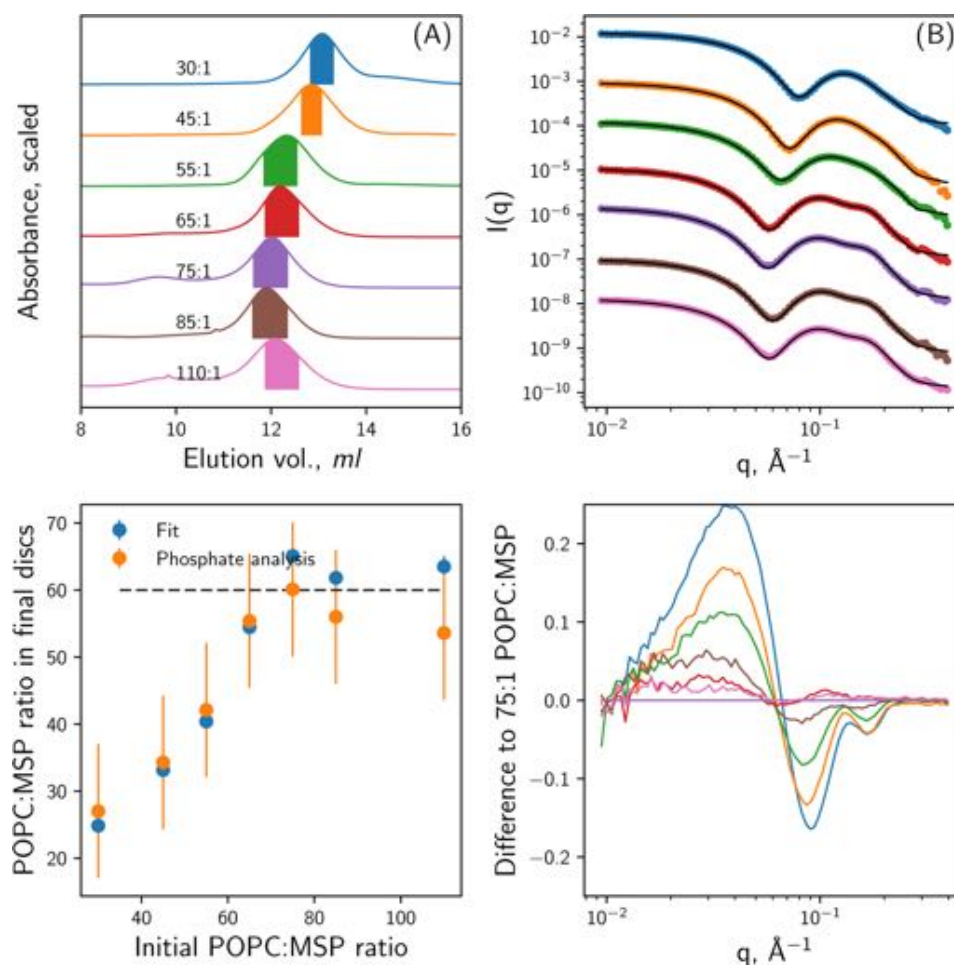 (A)
Absorbance, scaled
30:1
45:1
55:1
65:1
75:1
85:1
110:1
8 10 12 14 16
Elution vol., ml
(B)
I(q)
10⁻²
10⁻³
10⁻⁴
10⁻⁵
10⁻⁶
10⁻⁷
10⁻⁸
10⁻⁹
10⁻¹⁰
10⁻² 10⁻¹
q, Å⁻¹
POPC:MSP ratio in final discs
70
60
50
40
30
20
Fit
Phosphate analysis
40 60 80 100
Initial POPC:MSP ratio
Difference to 75:1 POPC:MSP
0.2
0.1
0.0
−0.1
−0.2
10⁻² 10⁻¹
q, Å⁻¹